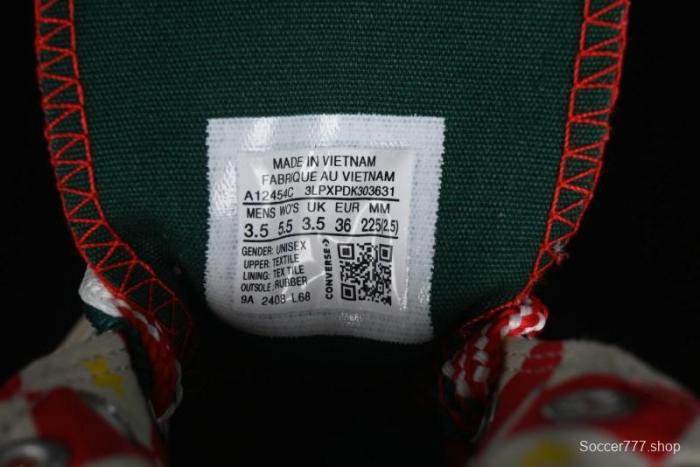 MADE IN VIETNAM
FABRIQUE AU VIETNAM
A12454C 3LPXPDK303631
MENS WO'S UK EUR MM
3.5 5.5 3.5 36 225(2.5)
GENDER: UNISEX
UPPER: TEXTILE
LINING: TEXTILE
OUTSOLE: RUBBER
9A 2408 L68
CONVERSE
Soccer777.shop